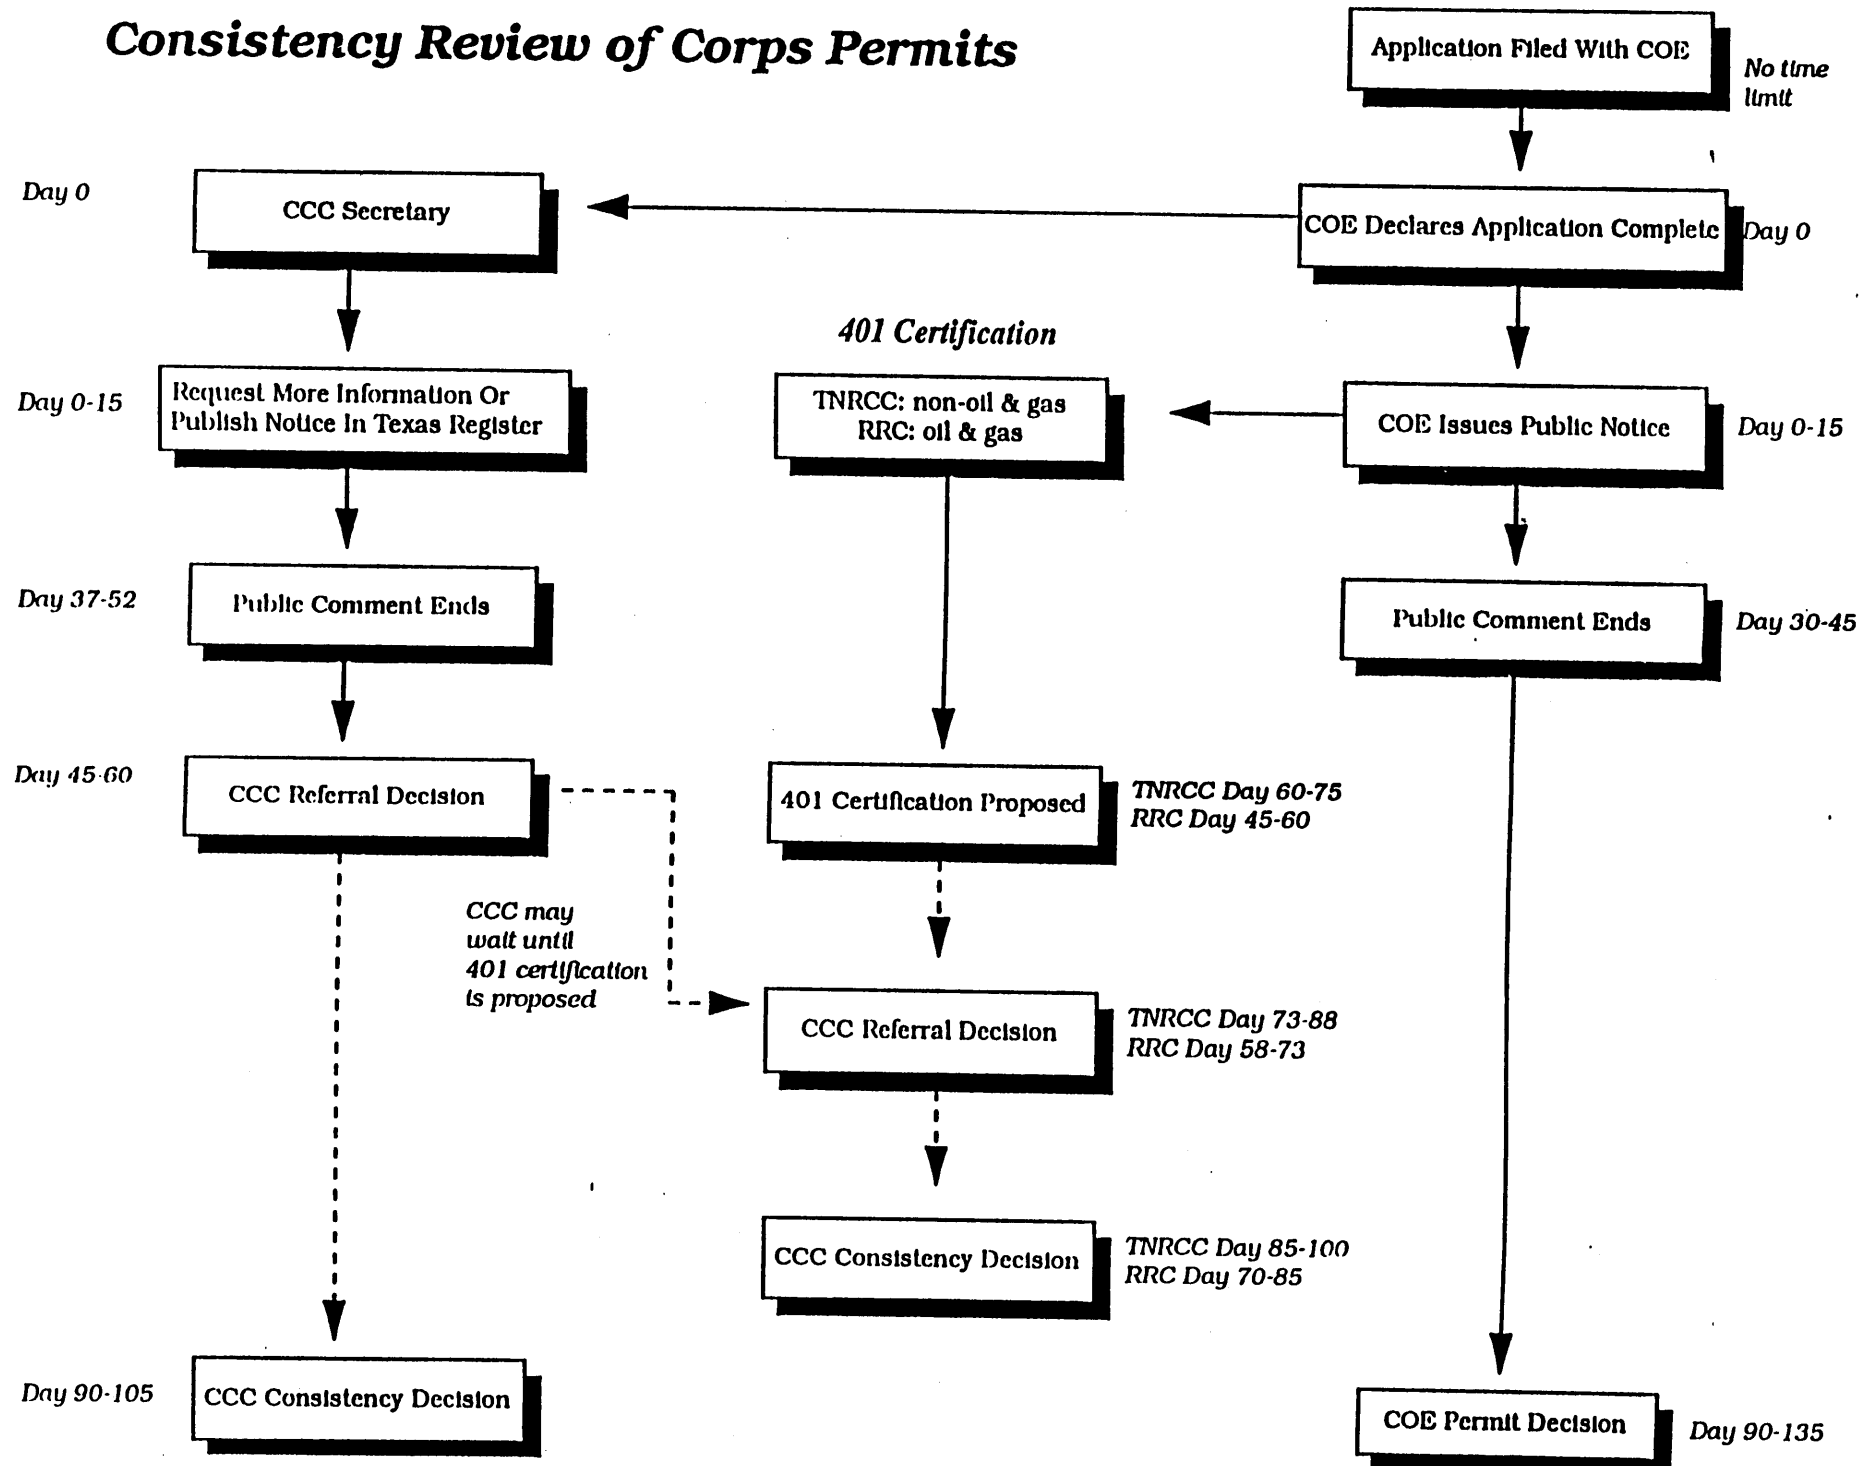 Consistency Review of Corps Permits
Application Filed With COE
No time
limit
Day 0
CCC Secretary
COE Declares Application Complete
Day 0
401 Certification
Day 0-15
Request More Information Or
Publish Notice In Texas Register
TNRCC: non-oil & gas
RRC: oil & gas
COE Issues Public Notice
Day 0-15
Day 37-52
Public Comment Ends
Public Comment Ends
Day 30-45
Day 45-60
CCC Referral Decision
401 Certification Proposed
TNRCC Day 60-75
RRC Day 45-60
CCC may
wait until
401 certification
is proposed
CCC Referral Decision
TNRCC Day 73-88
RRC Day 58-73
CCC Consistency Decision
TNRCC Day 85-100
RRC Day 70-85
Day 90-105
CCC Consistency Decision
COE Permit Decision
Day 90-135